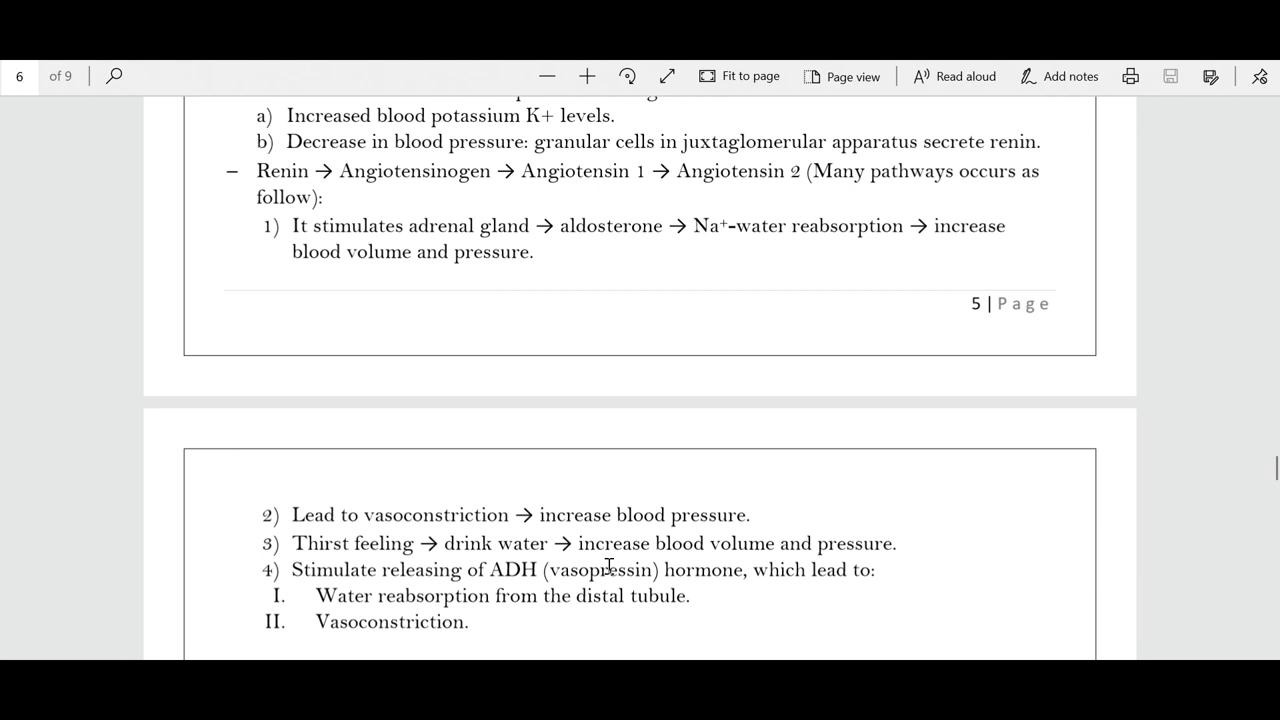 6 of 9 Fit to page Page view Read aloud Add notes
a) Increased blood potassium K+ levels.
b) Decrease in blood pressure: granular cells in juxtaglomerular apparatus secrete renin.
– Renin → Angiotensinogen → Angiotensin 1 → Angiotensin 2 (Many pathways occurs as
follow):
1) It stimulates adrenal gland → aldosterone → Na⁺-water reabsorption → increase
blood volume and pressure.
5 | Page
2) Lead to vasoconstriction → increase blood pressure.
3) Thirst feeling → drink water → increase blood volume and pressure.
4) Stimulate releasing of ADH (vasopressin) hormone, which lead to:
I. Water reabsorption from the distal tubule.
II. Vasoconstriction.